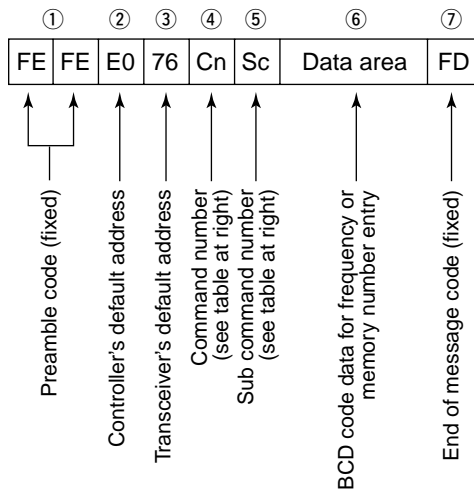 ① ② ③ ④ ⑤ ⑥ ⑦
FE FE E0 76 Cn Sc Data area FD
Preamble code (fixed)
Controller's default address
Transceiver's default address
Command number
(see table at right)
Sub command number
(see table at right)
BCD code data for frequency or
memory number entry
End of message code (fixed)